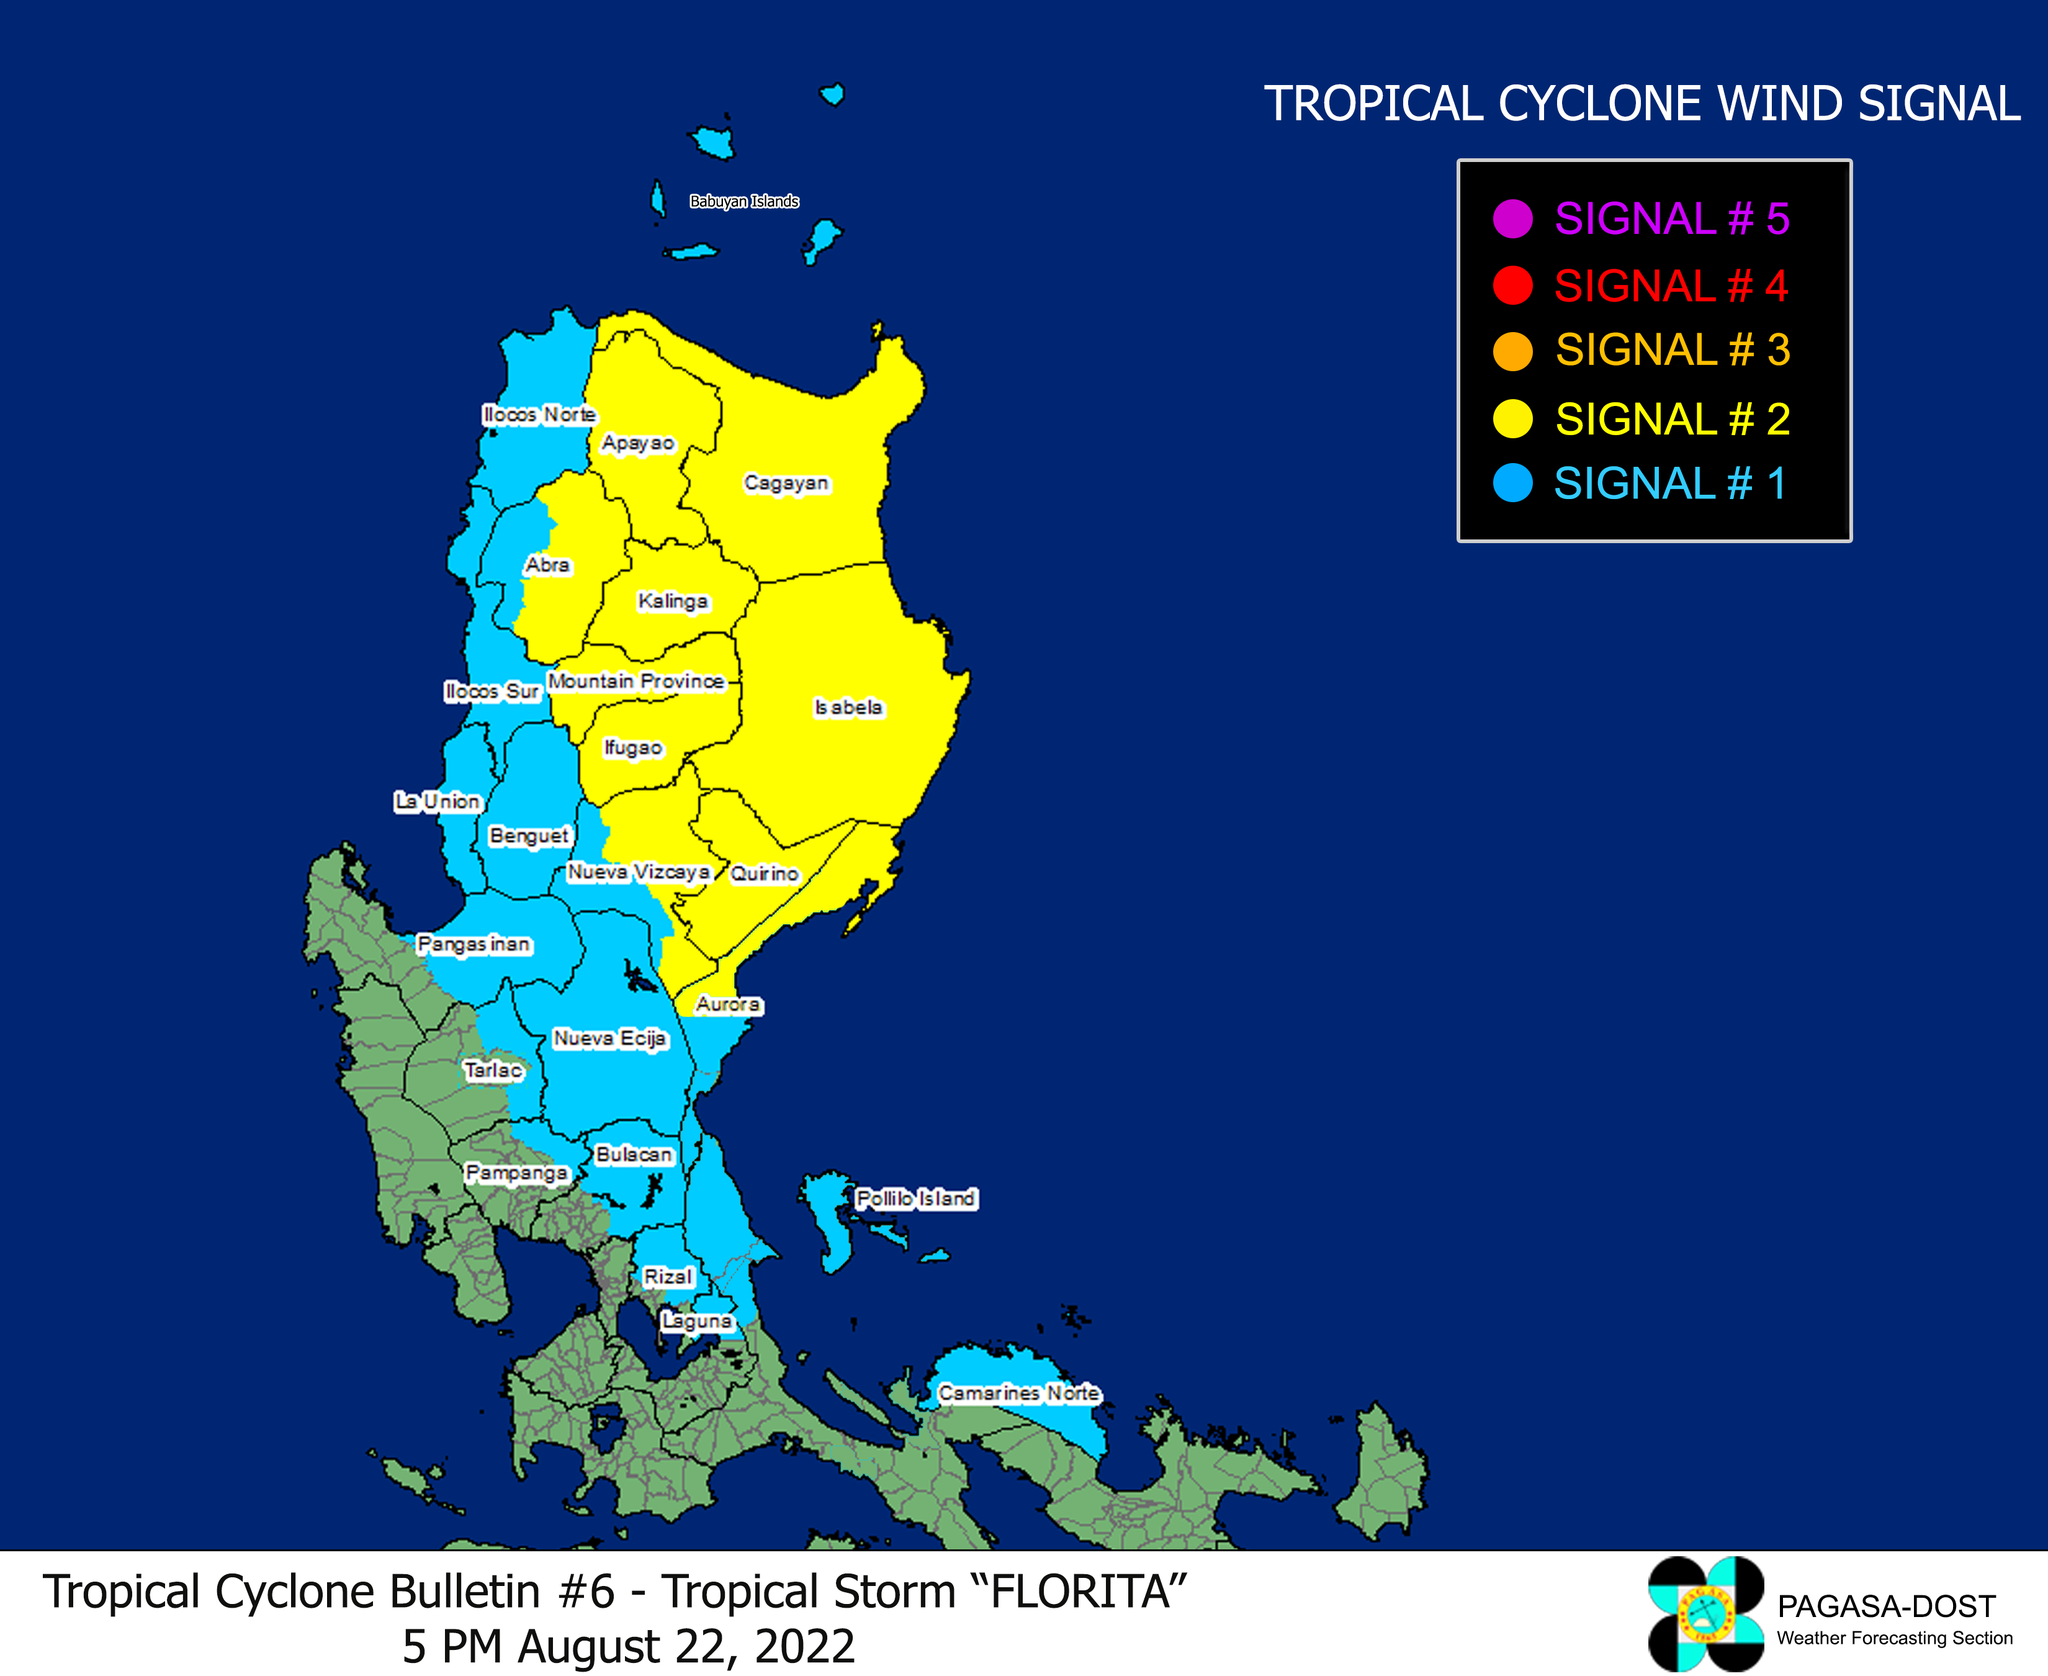 TROPICAL CYCLONE WIND SIGNAL
SIGNAL # 5
SIGNAL # 4
SIGNAL # 3
SIGNAL # 2
SIGNAL # 1
Babuyan Islands
Ilocos Norte
Apayao
Cagayan
Abra
Kalinga
Mountain Province
Ilocos Sur
Isabela
Ifugao
La Union
Benguet
Nueva Vizcaya
Quirino
Pangasinan
Aurora
Nueva Ecija
Tarlac
Bulacan
Pampanga
Pollilo Island
Rizal
Laguna
Camarines Norte
Tropical Cyclone Bulletin #6 - Tropical Storm “FLORITA”
5 PM August 22, 2022
PAGASA-DOST
Weather Forecasting Section